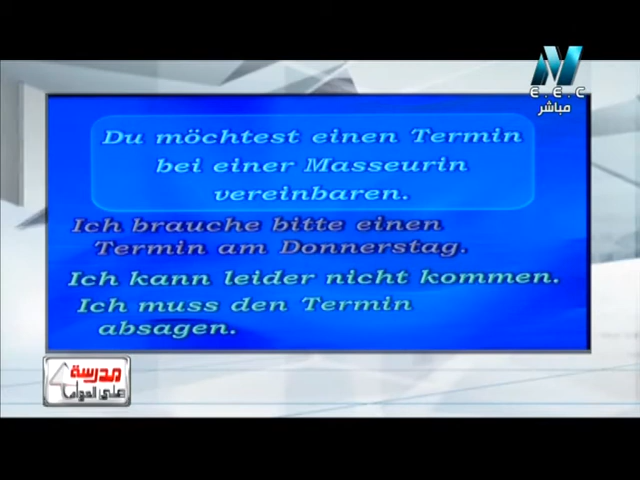 E.E.C
مباشر
Du möchtest einen Termin
bei einer Masseurin
vereinbaren.
Ich brauche bitte einen
Termin am Donnerstag.
Ich kann leider nicht kommen.
Ich muss den Termin
absagen.
مدرسة
على الهواء